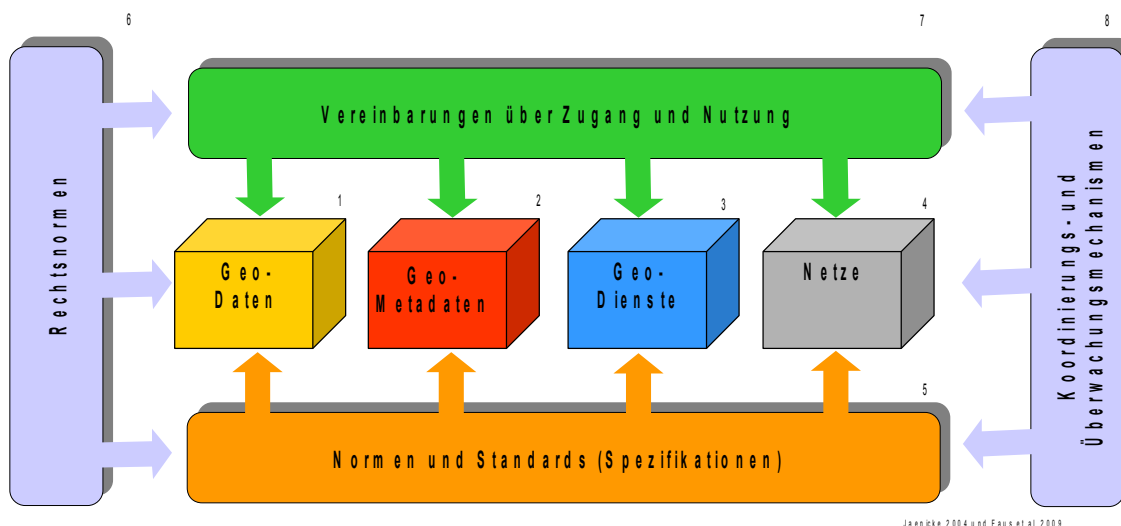 6
7
8
Vereinbarungen über Zugang und Nutzung
Rechtsnormen
Koordinierungs- und
Überwachungsmechanismen
1
2
3
4
Geo-
Daten
Geo-
Metadaten
Geo-
Dienste
Netze
5
Normen und Standards (Spezifikationen)
Jaenicke 2004 und Faus et al 2009